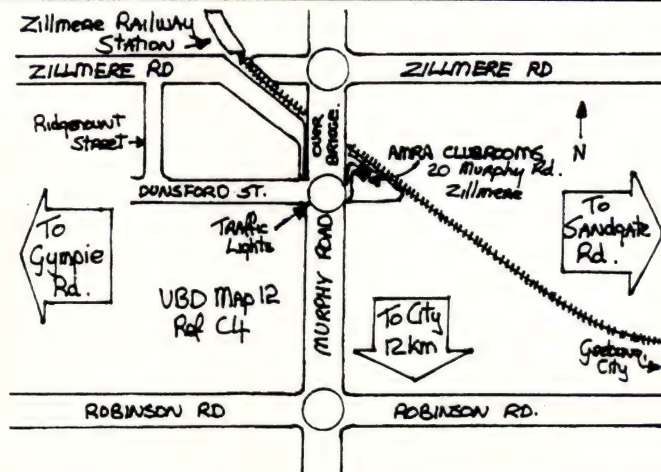 Zillmere RAILWAY
STATION
ZILLMERE RD
ZILLMERE RD
Ridgemount
Street
OVER
BRIDGE.
N
AMRA CLUBROOMS
20 Murphy Rd.
Zillmere
DUNSFORD ST.
TRAFFIC
Lights
To
Gympie
Rd.
To
SANDGATE
Rd.
UBD MAP 12
Ref C4
MURPHY ROAD
To City
12 km
Geebung,
City
ROBINSON RD
ROBINSON RD.